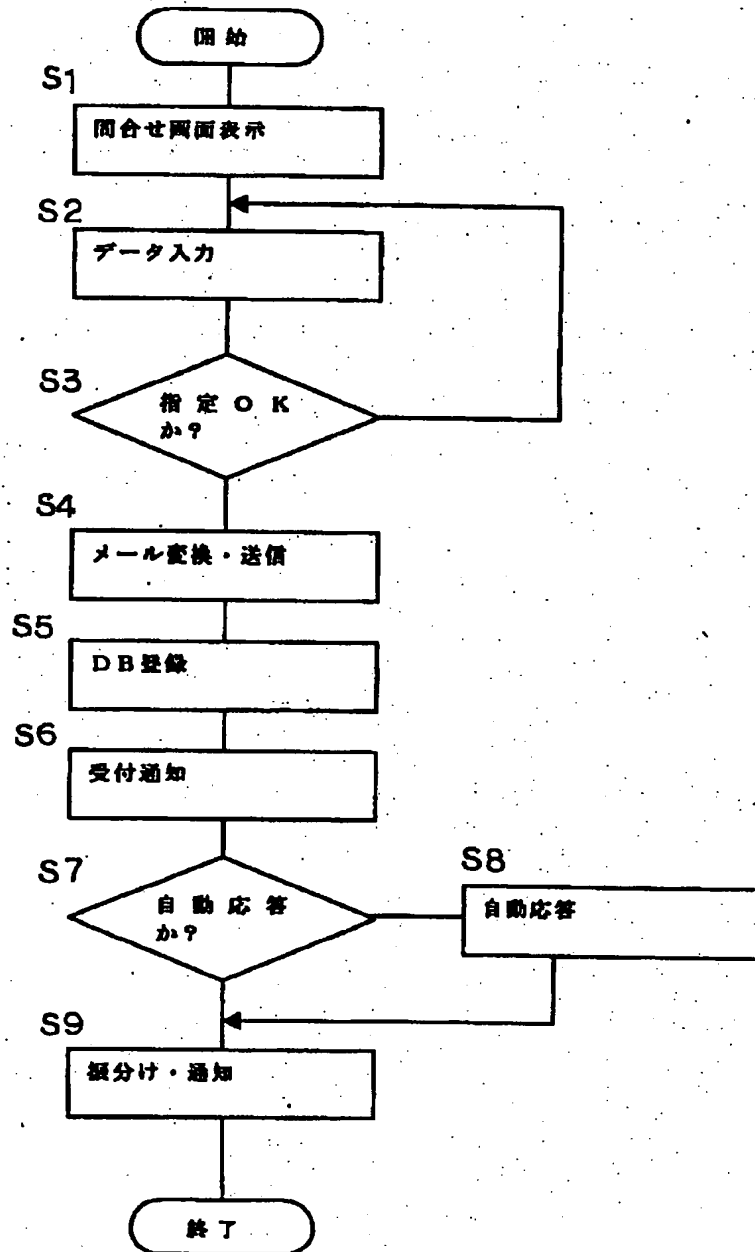 開始
S1
問合せ画面表示
S2
データ入力
S3
指定OK
か?
S4
メール変換・送信
S5
DB登録
S6
受付通知
S7
自動応答
か?
S8
自動応答
S9
振分け・通知
終了